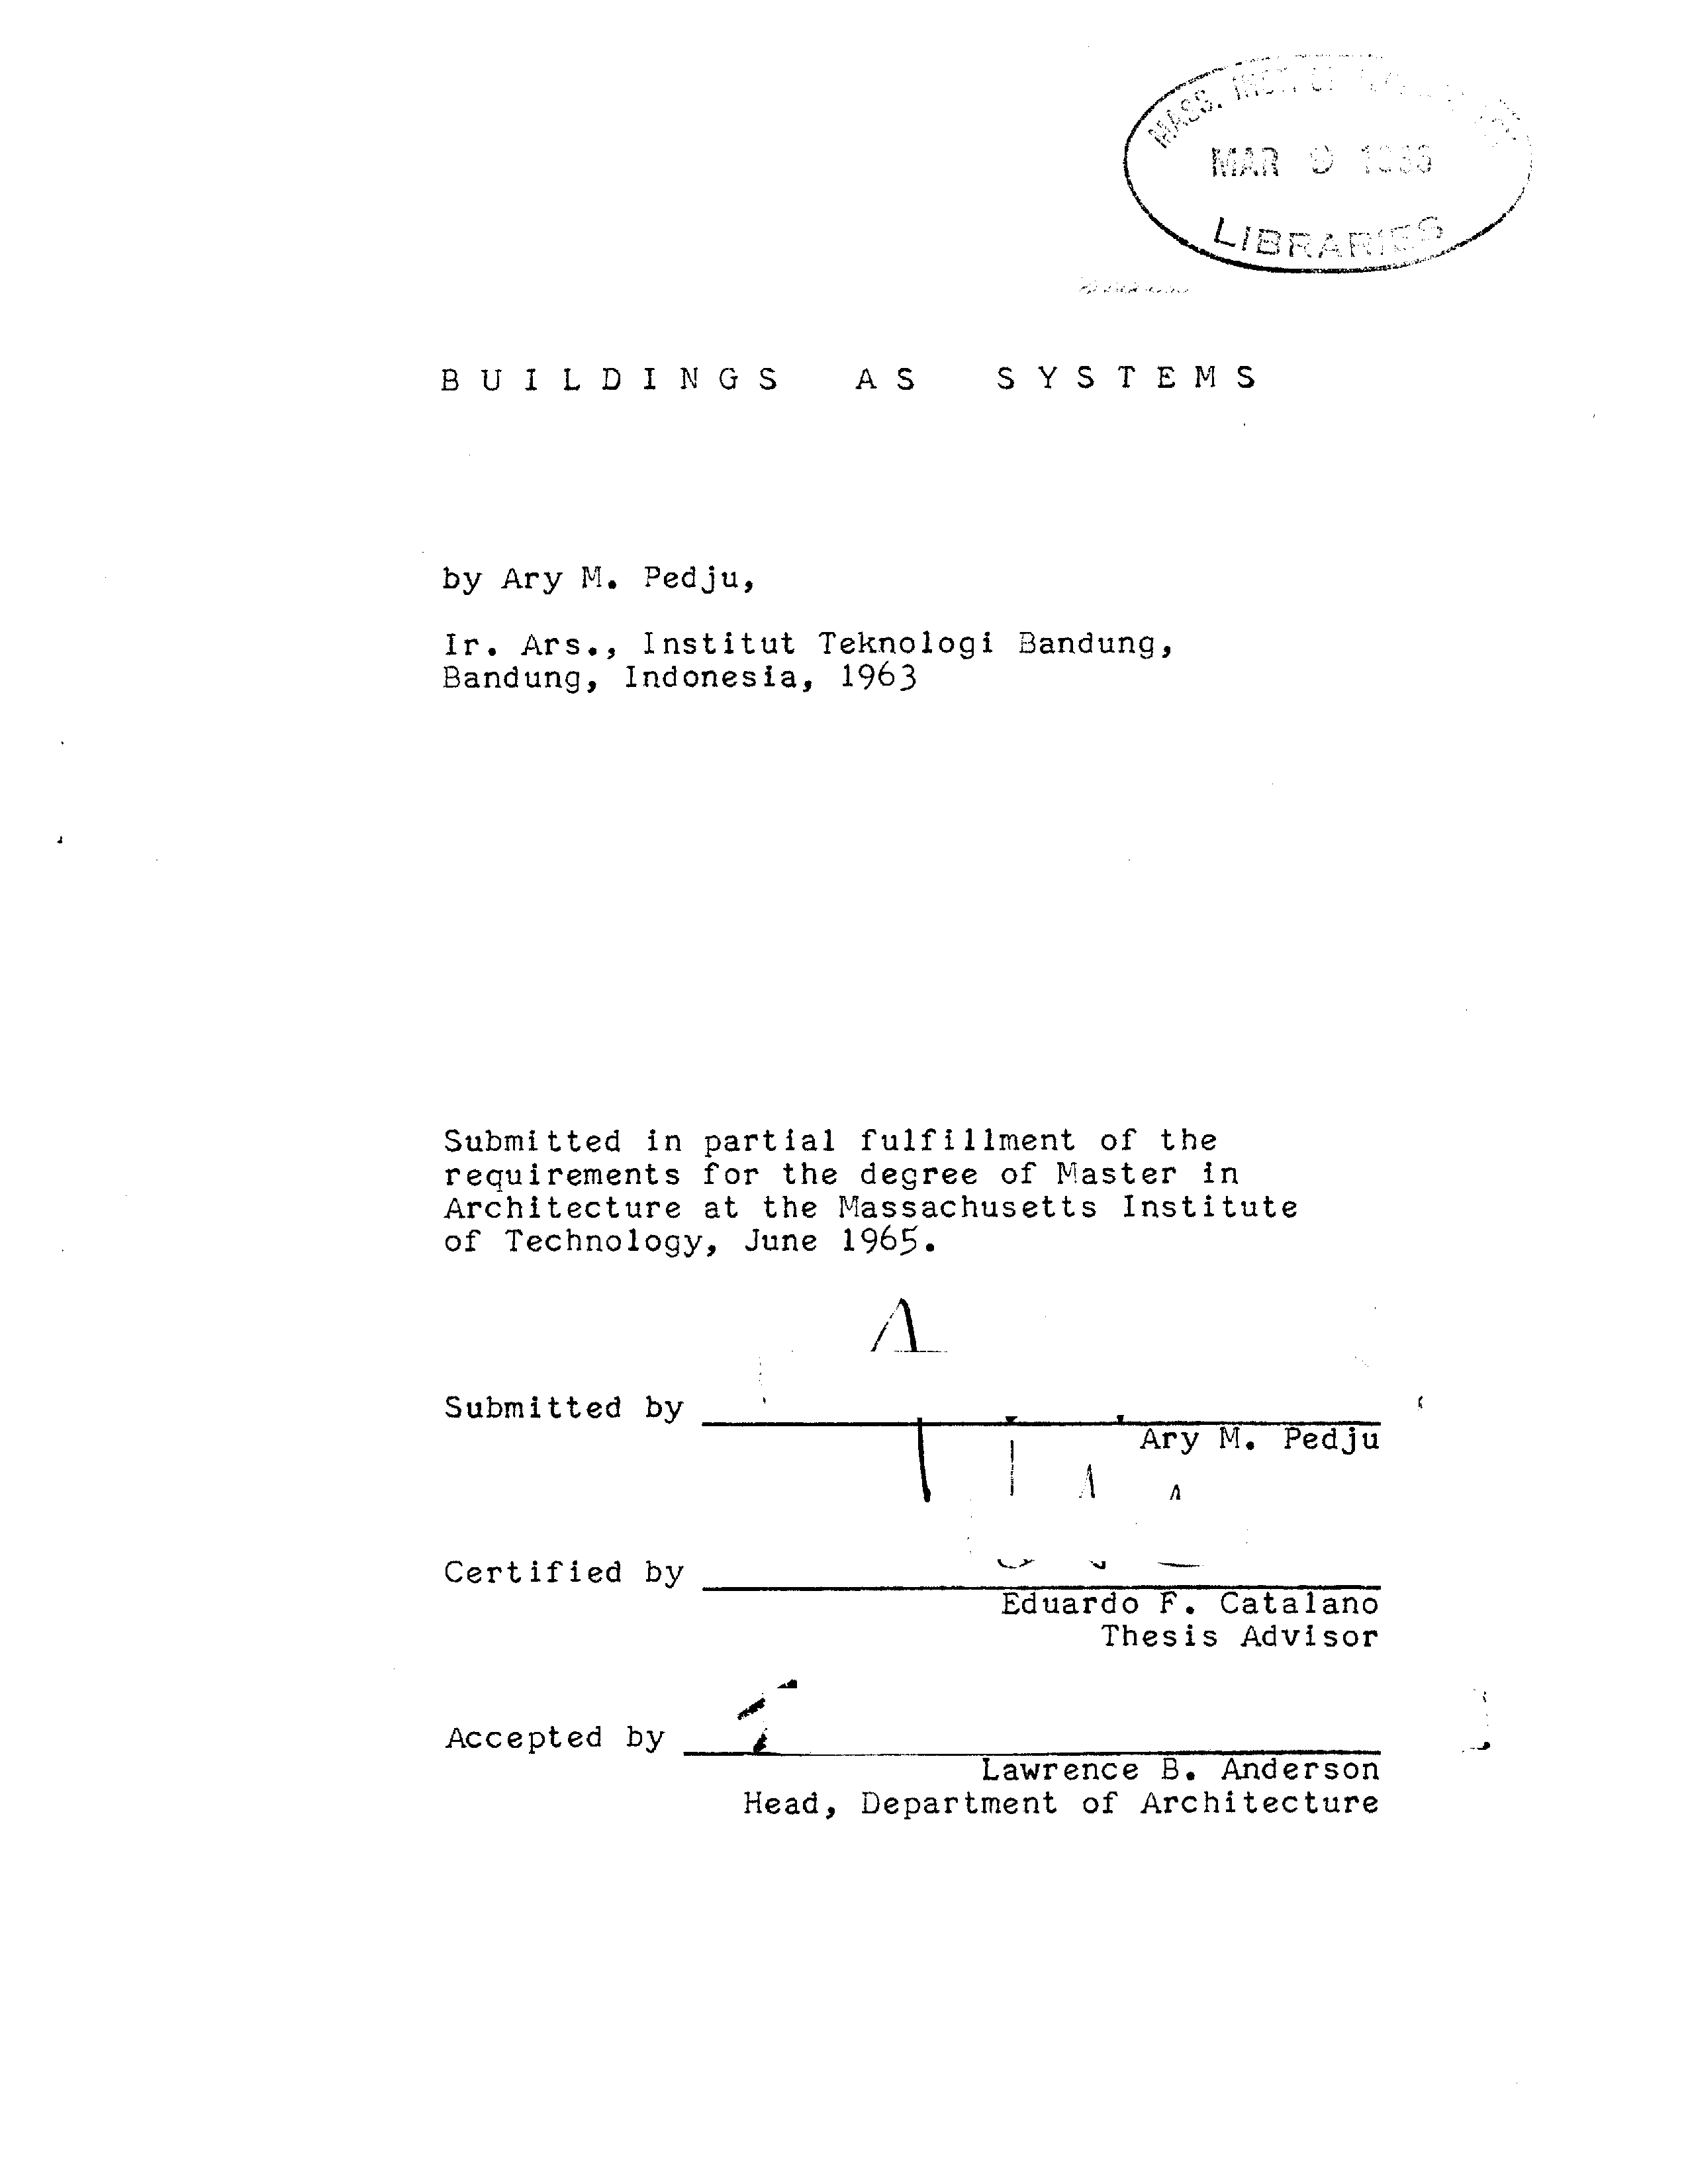 MASS. INST. OF
MAR 9
LIBRARIES
BUILDINGS AS SYSTEMS
by Ary M. Pedju,
Ir. Ars., Institut Teknologi Bandung,
Bandung, Indonesia, 1963
Submitted in partial fulfillment of the
requirements for the degree of Master in
Architecture at the Massachusetts Institute
of Technology, June 1965.
Submitted by
Ary M. Pedju
Certified by
Eduardo F. Catalano
Thesis Advisor
Accepted by
Lawrence B. Anderson
Head, Department of Architecture